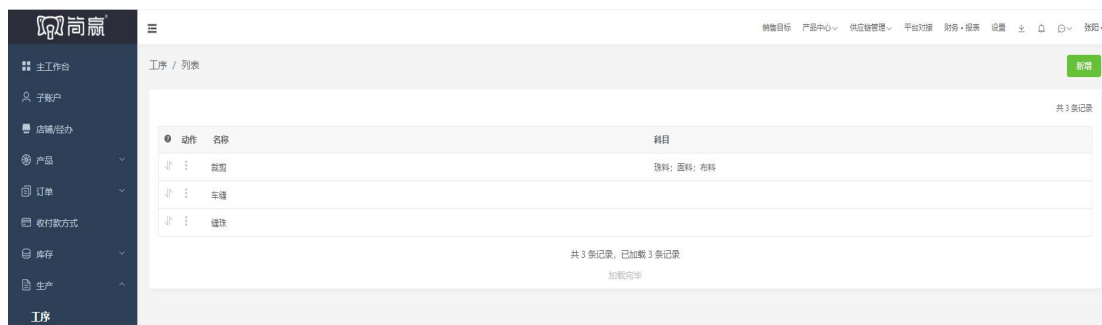 简赢
销售目标 产品中心 供应链管理 平台对接 财务·报表 设置 张阳
主工作台
子账户
店铺/经办
产品
订单
收付款方式
库存
生产
工序
工序 / 列表
新增
共 3 条记录
动作 名称 科目
裁剪 珠料; 面料; 布料
车缝
缝珠
共 3 条记录, 已加载 3 条记录
加载完毕